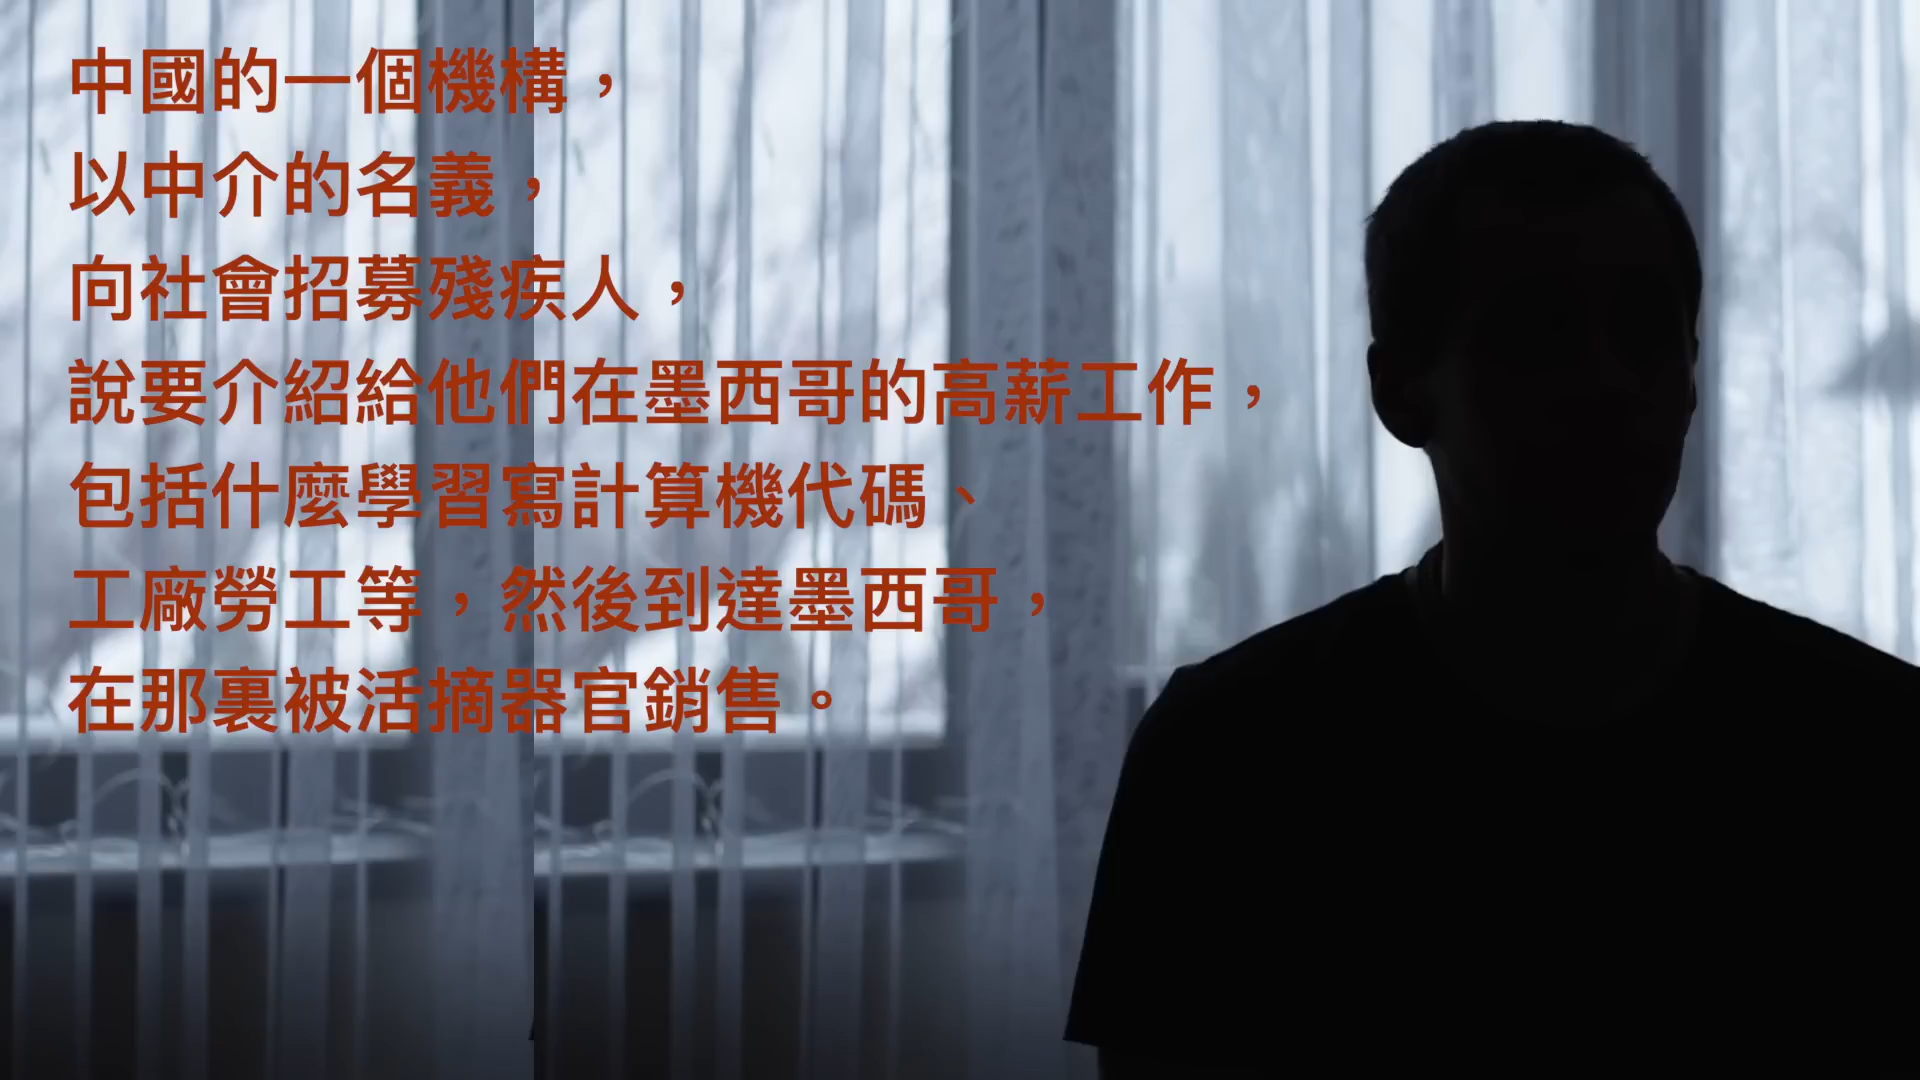 中國的一個機構，
以中介的名義，
向社會招募殘疾人，
說要介紹給他們在墨西哥的高薪工作，
包括什麼學習寫計算機代碼、
工廠勞工等，然後到達墨西哥，
在那裏被活摘器官銷售。